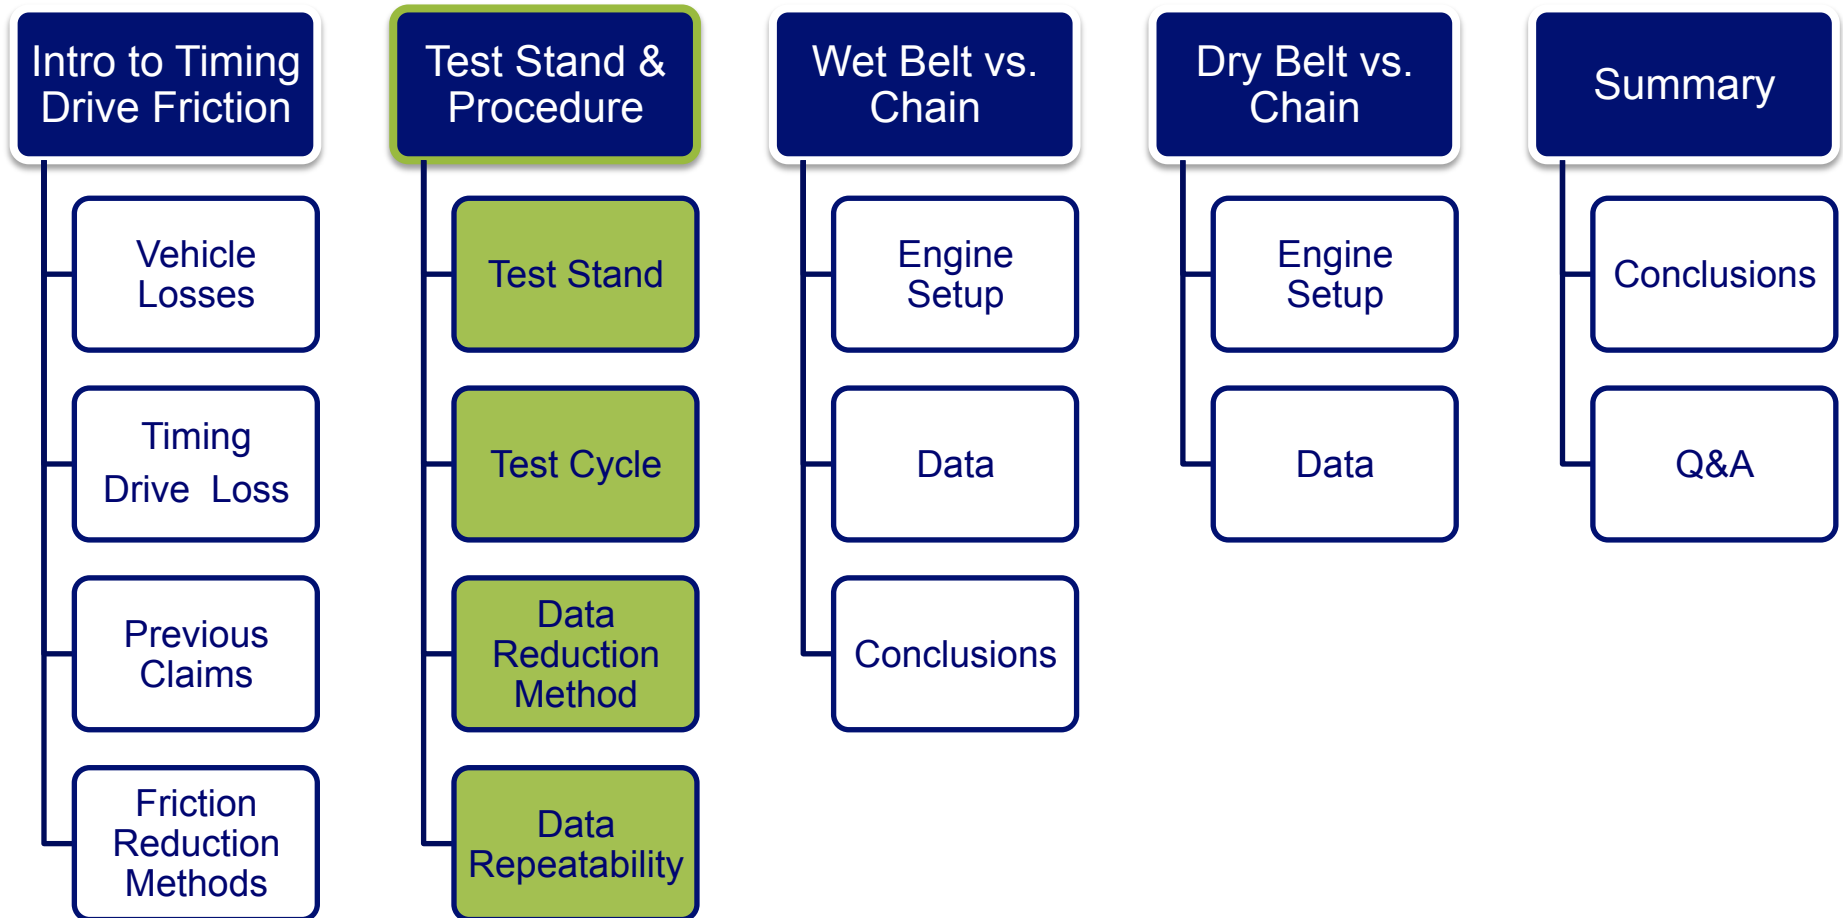 Intro to Timing
Drive Friction
Vehicle
Losses
Timing
Drive Loss
Previous
Claims
Friction
Reduction
Methods
Test Stand &
Procedure
Test Stand
Test Cycle
Data
Reduction
Method
Data
Repeatability
Wet Belt vs.
Chain
Engine
Setup
Data
Conclusions
Dry Belt vs.
Chain
Engine
Setup
Data
Summary
Conclusions
Q&A